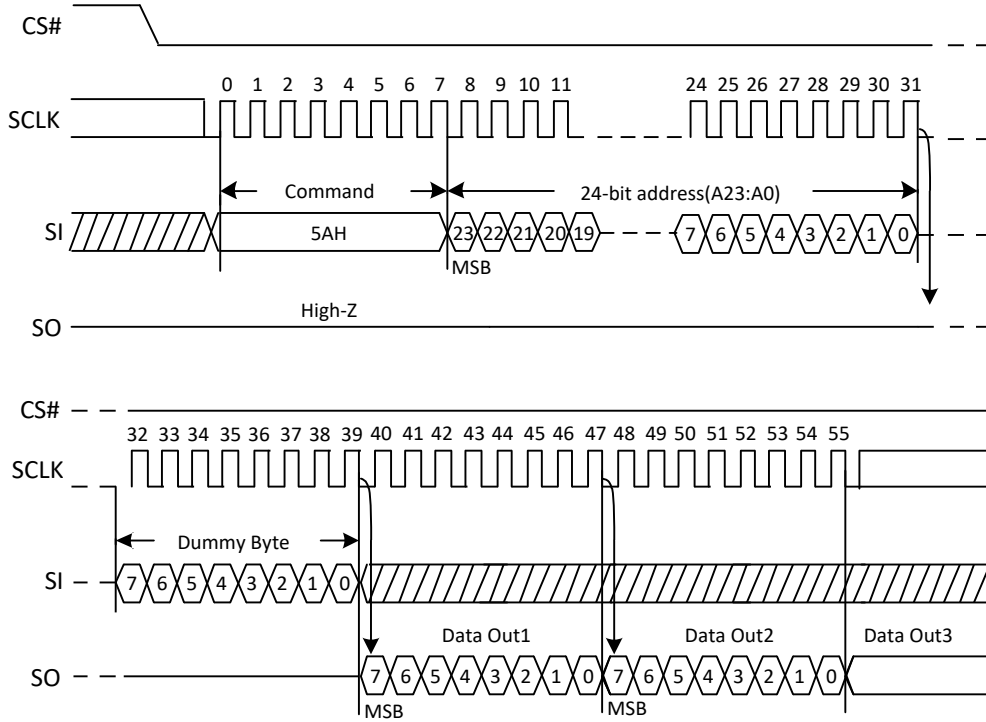 CS#
0 1 2 3 4 5 6 7 8 9 10 11 24 25 26 27 28 29 30 31
SCLK
Command 24-bit address(A23:A0)
SI 5AH 23 22 21 20 19 7 6 5 4 3 2 1 0
MSB
High-Z
SO
CS#
32 33 34 35 36 37 38 39 40 41 42 43 44 45 46 47 48 49 50 51 52 53 54 55
SCLK
Dummy Byte
SI 7 6 5 4 3 2 1 0
Data Out1 Data Out2 Data Out3
SO 7 6 5 4 3 2 1 0 7 6 5 4 3 2 1 0
MSB MSB